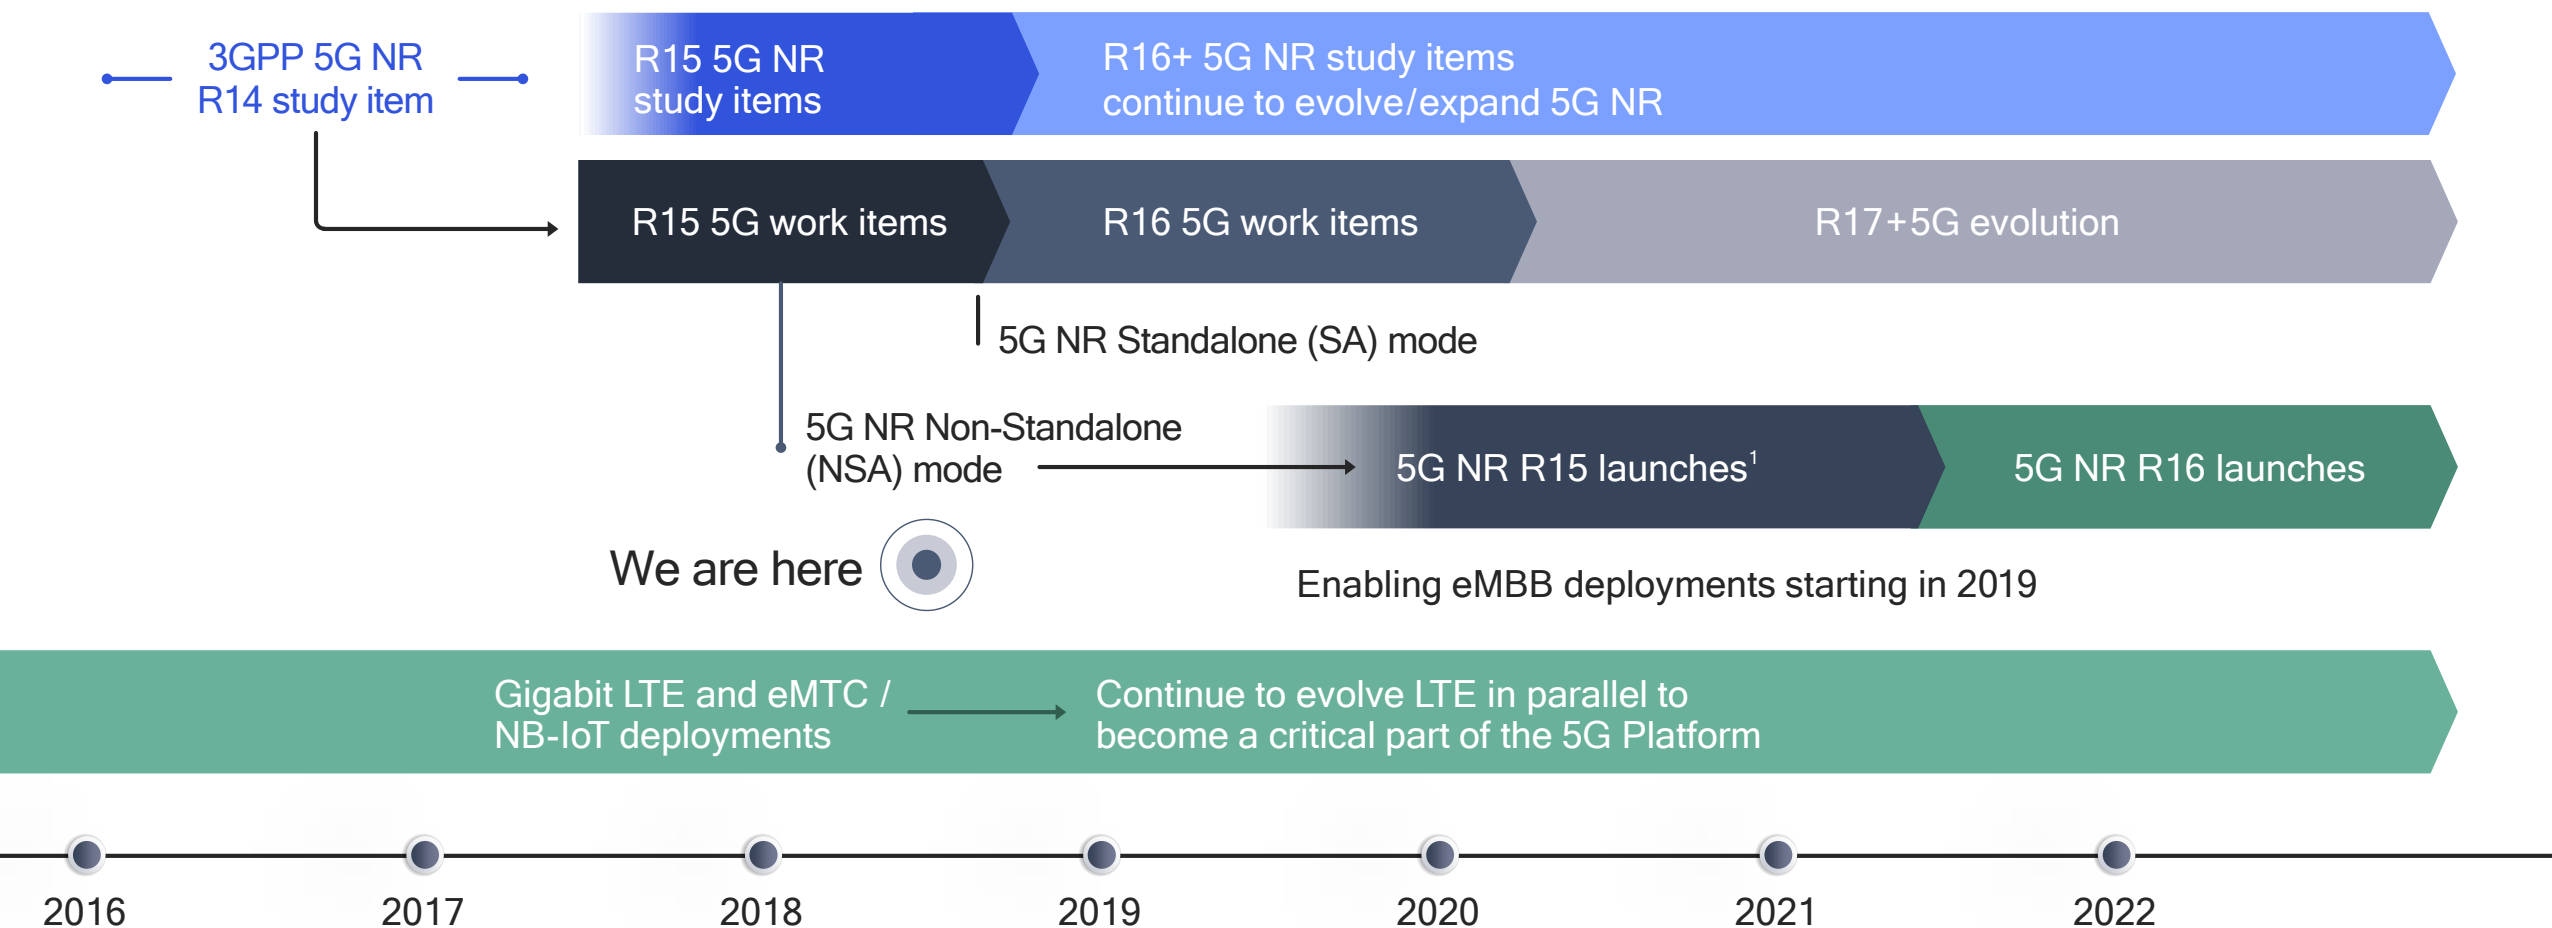 3GPP 5G NR
R14 study item
R15 5G NR
study items
R16+ 5G NR study items
continue to evolve/expand 5G NR
R15 5G work items
R16 5G work items
R17+5G evolution
5G NR Standalone (SA) mode
5G NR Non-Standalone
(NSA) mode
5G NR R15 launches¹
5G NR R16 launches
We are here
Enabling eMBB deployments starting in 2019
Gigabit LTE and eMTC /
NB-IoT deployments
Continue to evolve LTE in parallel to
become a critical part of the 5G Platform
2016
2017
2018
2019
2020
2021
2022